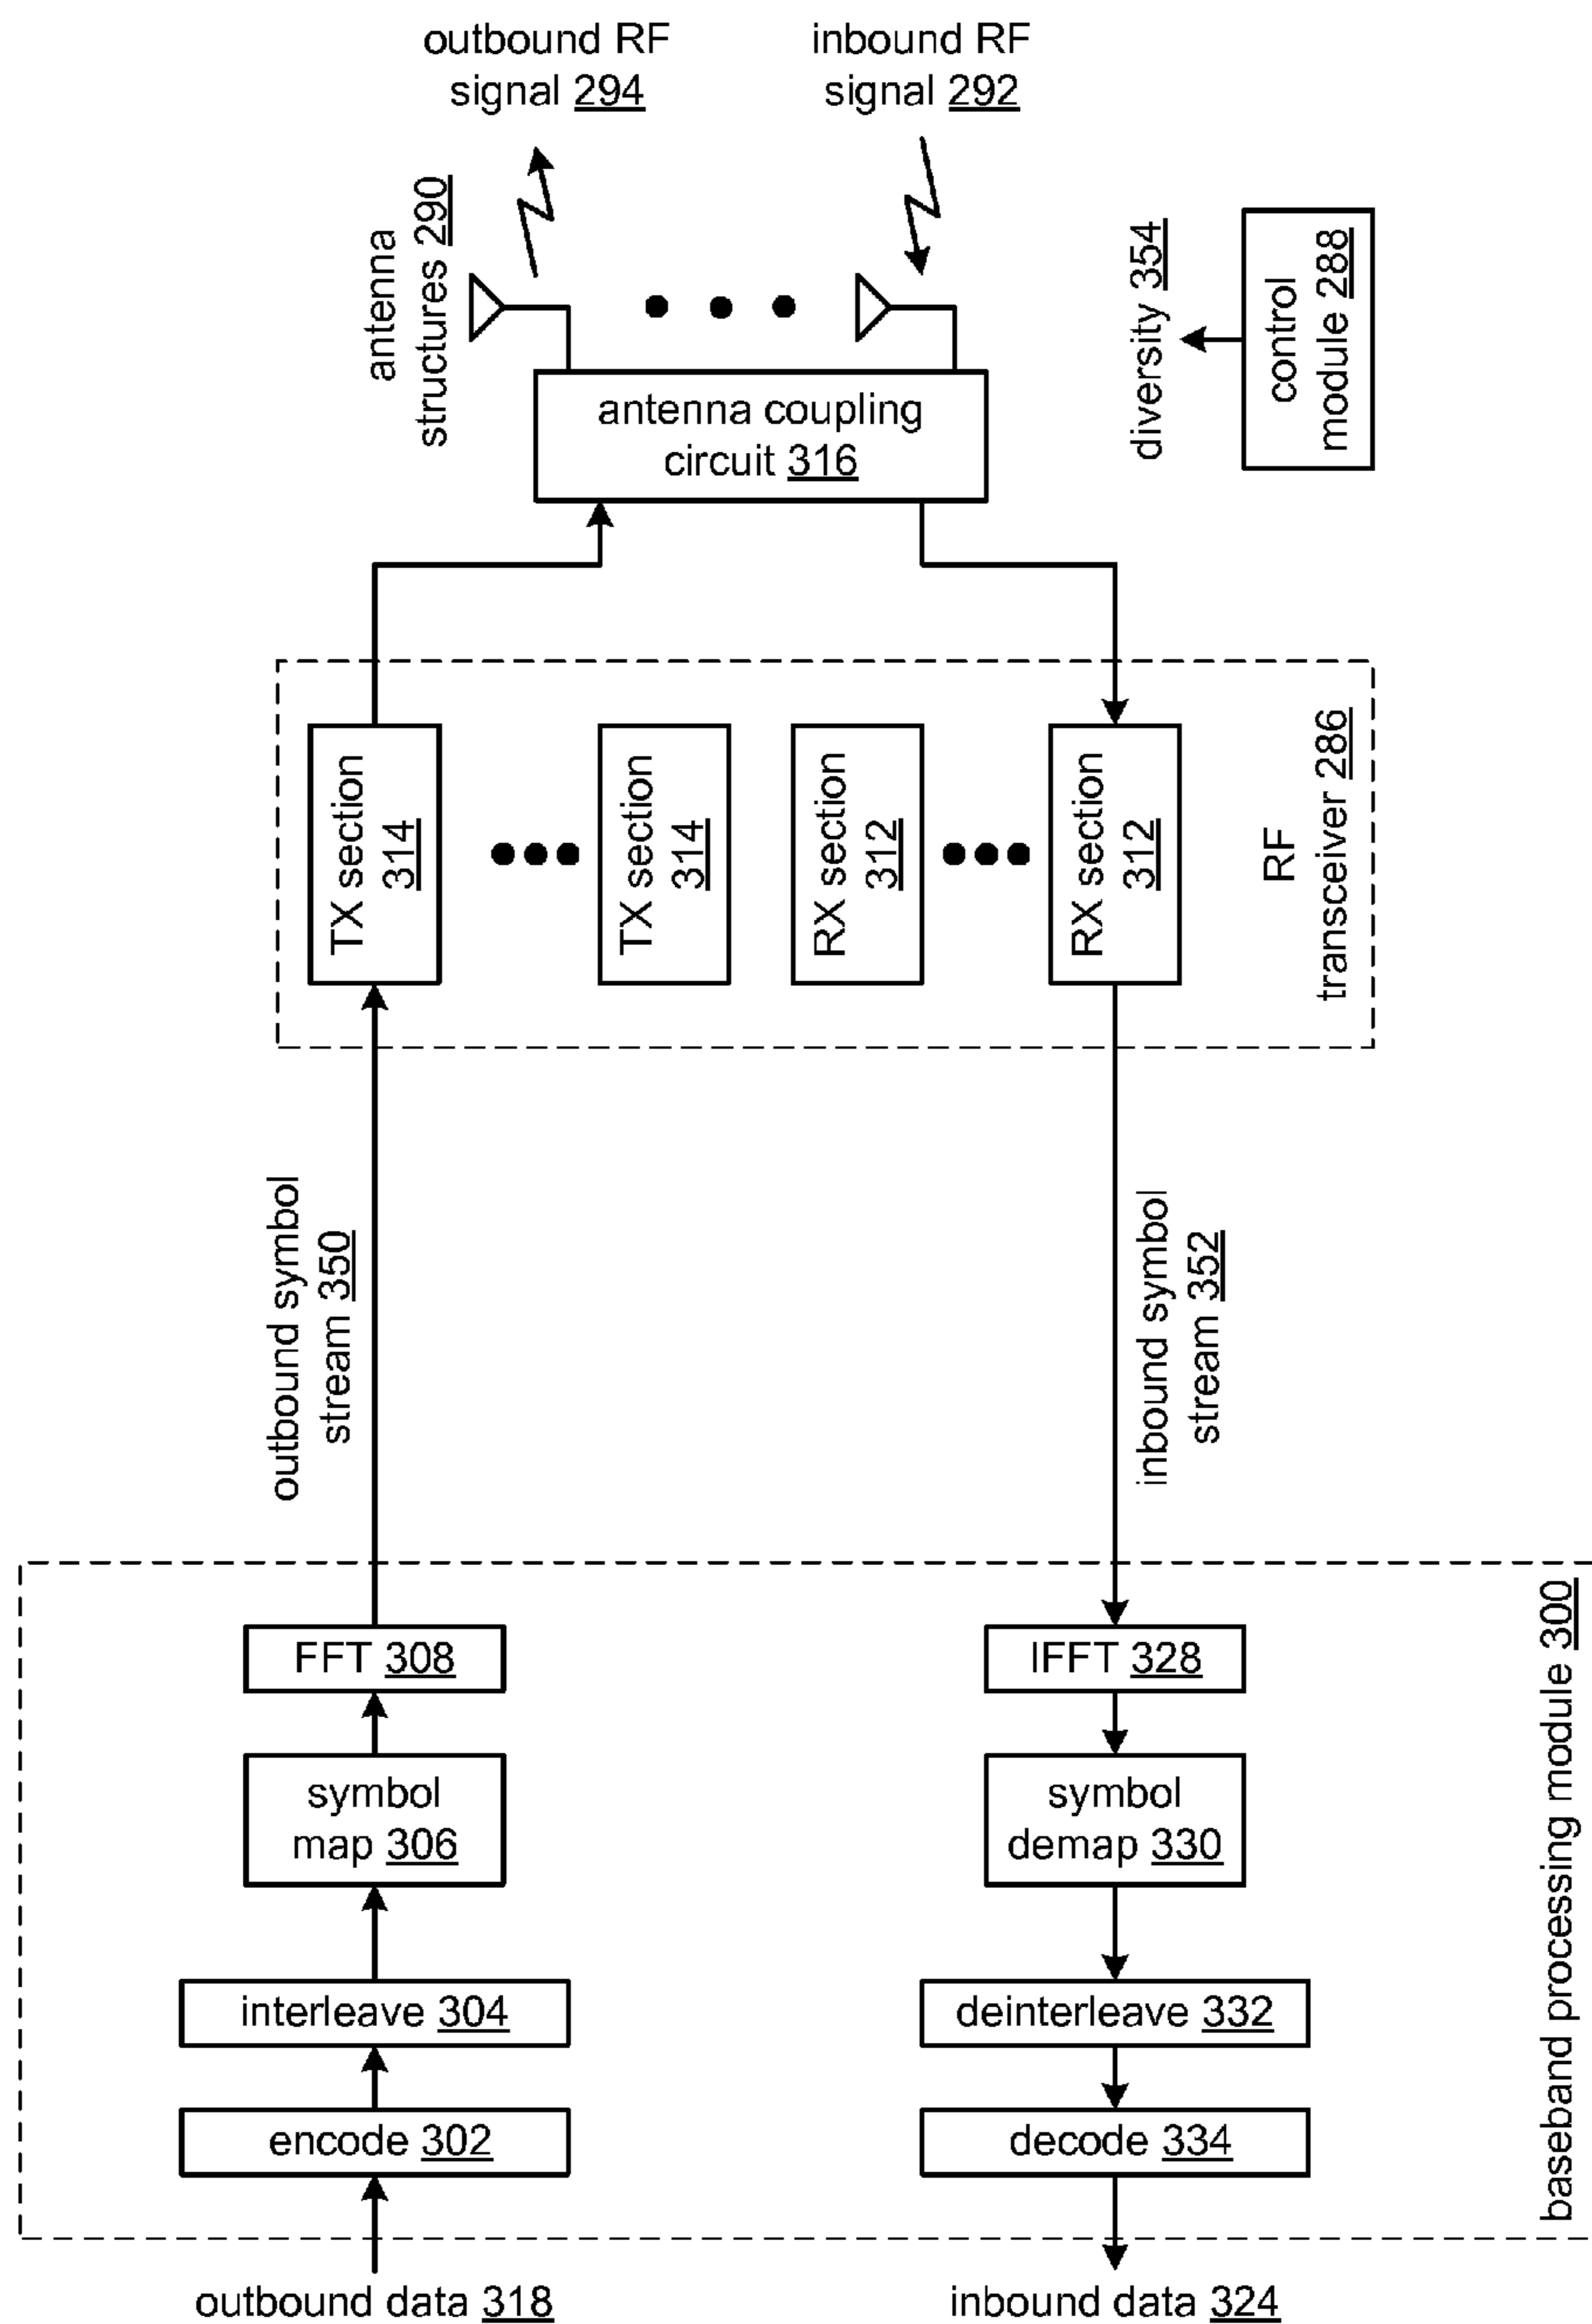 outbound RF
signal 294
inbound RF
signal 292
antenna
structures 290
diversity 354
control
module 288
antenna coupling
circuit 316
TX section
314
TX section
314
RX section
312
RX section
312
RF
transceiver 286
outbound symbol
stream 350
inbound symbol
stream 352
FFT 308
IFFT 328
symbol
map 306
symbol
demap 330
interleave 304
deinterleave 332
encode 302
decode 334
baseband processing module 300
outbound data 318
inbound data 324